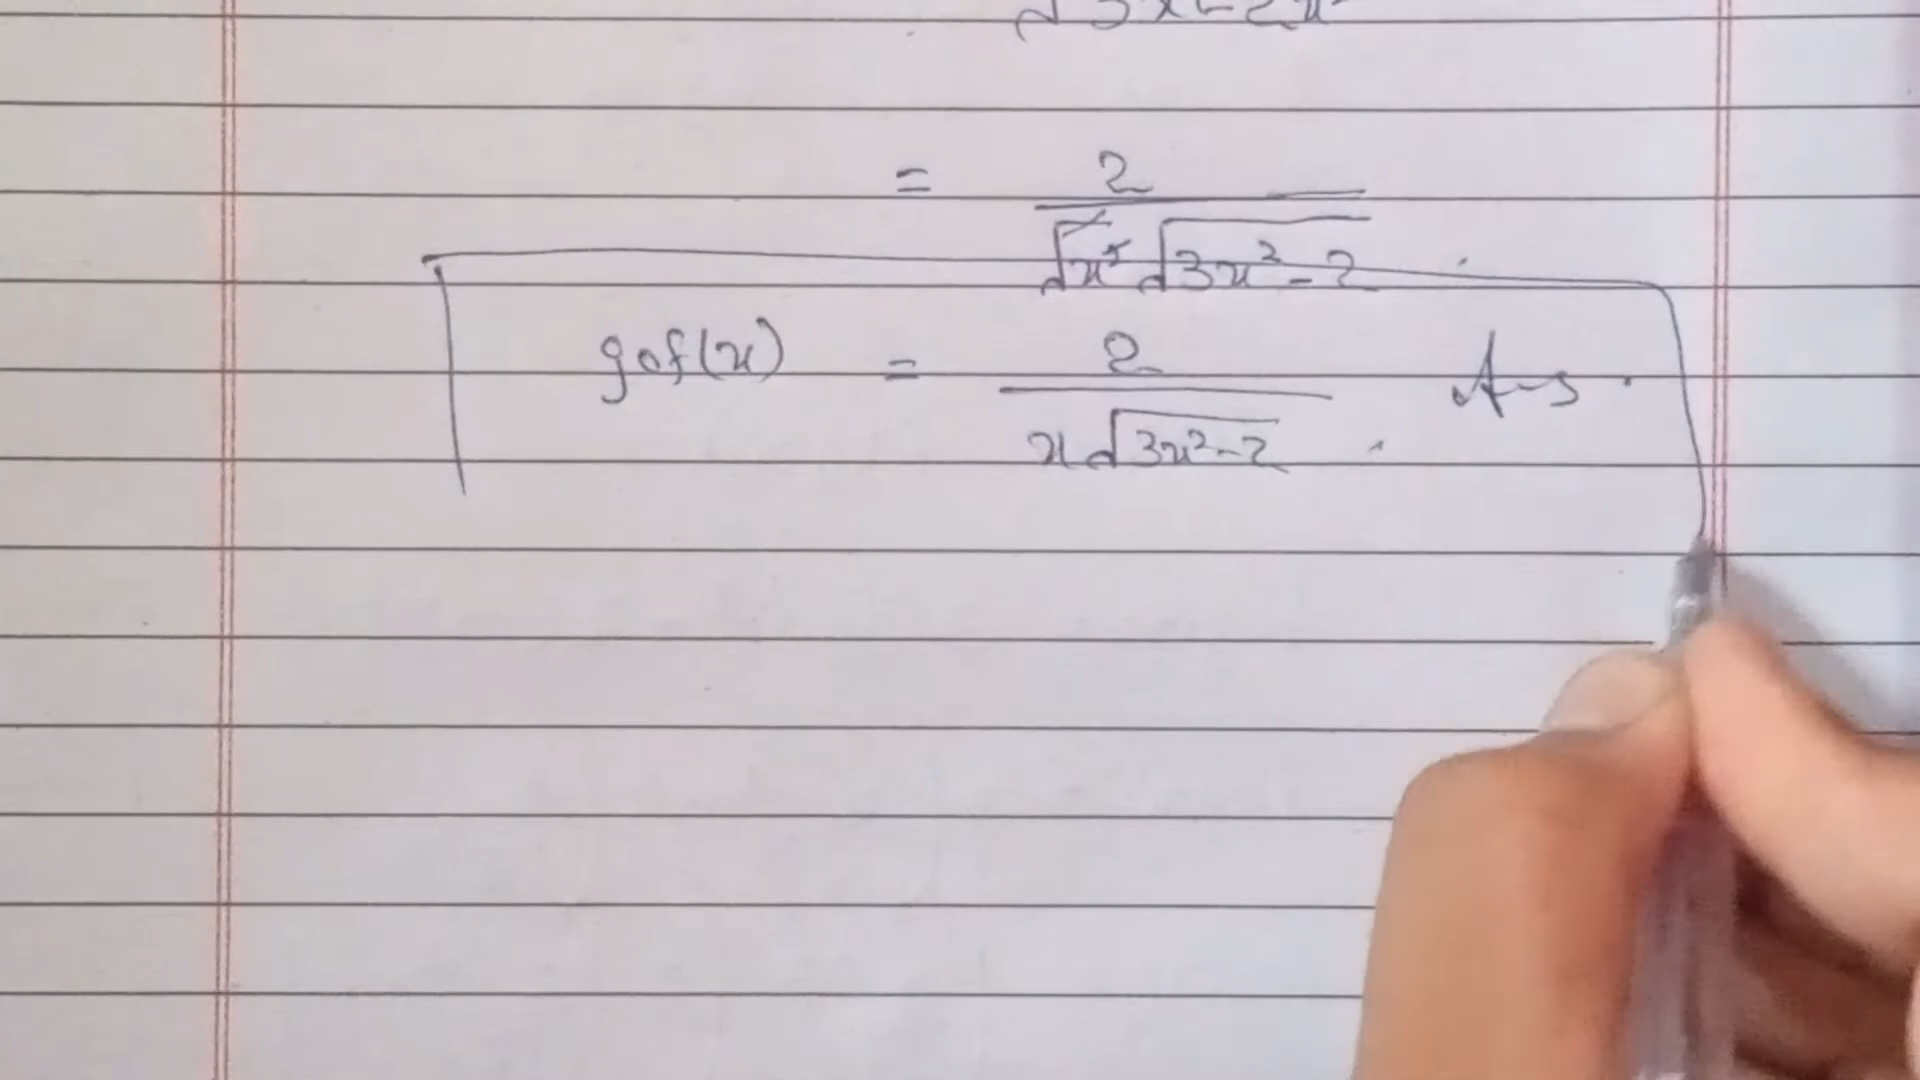 = 2 / √x² √3x² - 2
gof(x) = 2 / x√3x²-2 Ans.